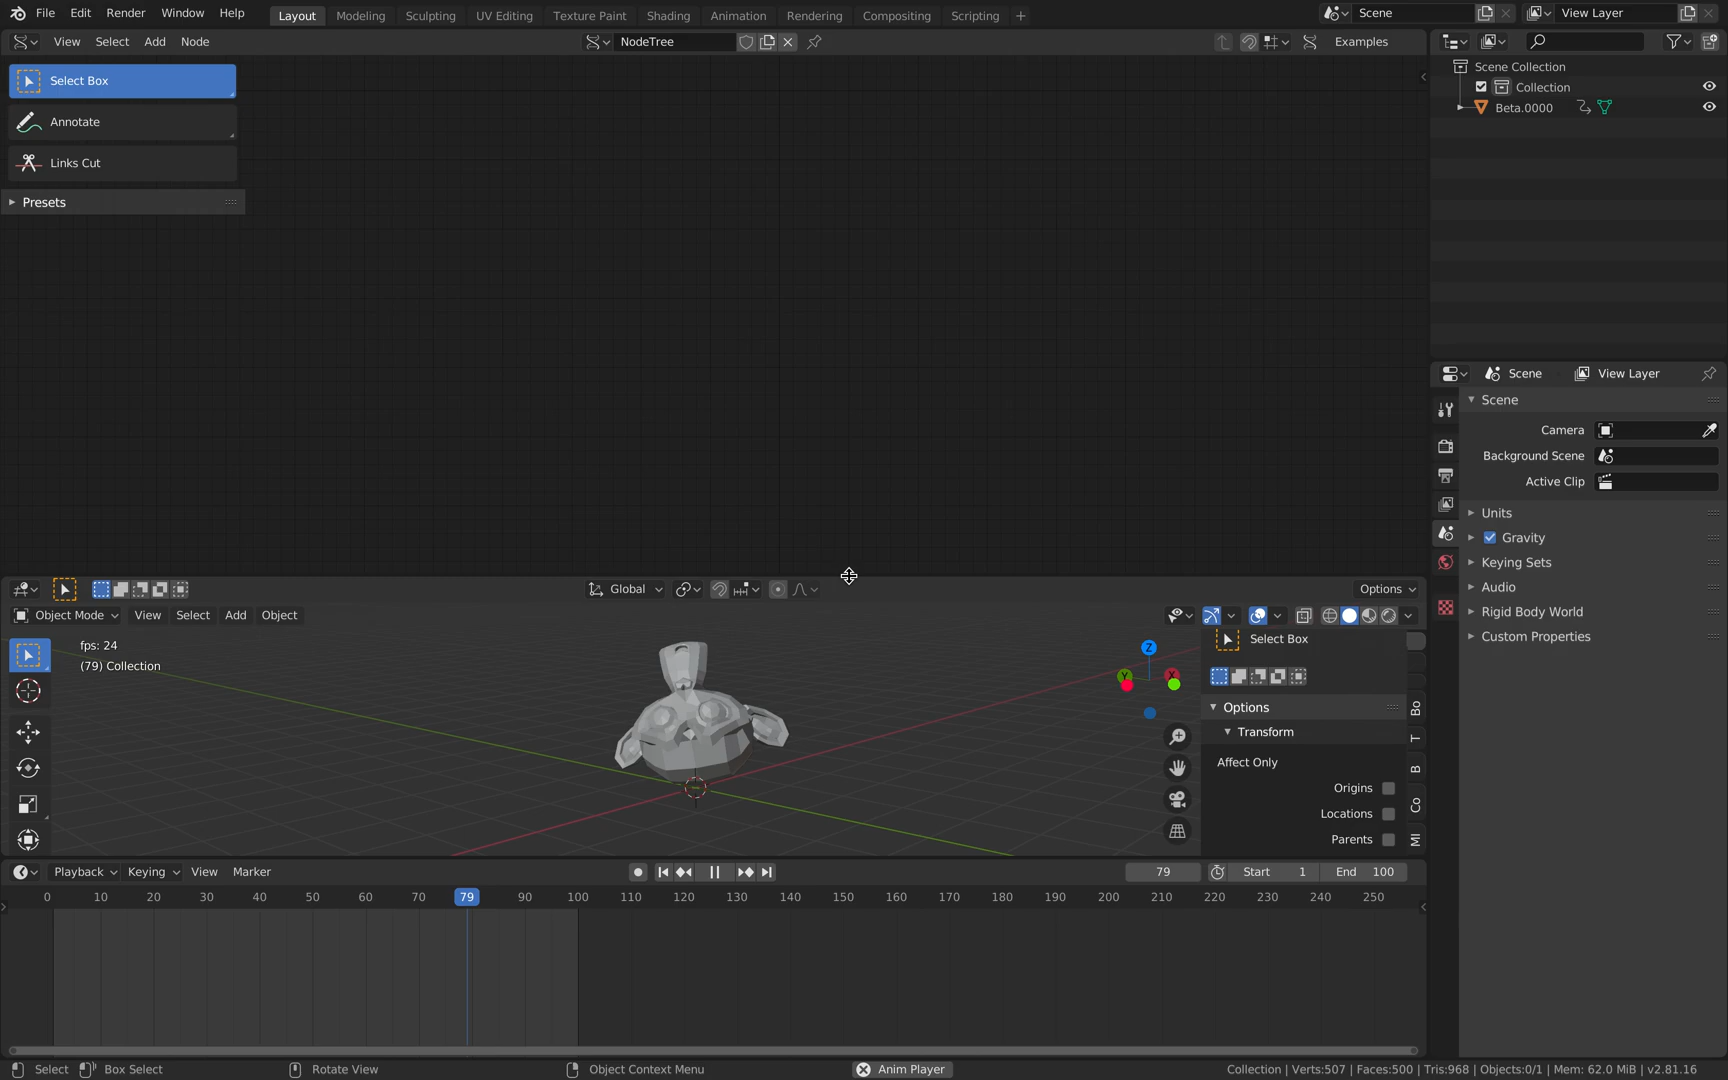 File Edit Render Window Help Layout Modeling Sculpting UV Editing Texture Paint Shading Animation Rendering Compositing Scripting + Scene View Layer
View Select Add Node NodeTree Examples
Select Box
Annotate
Links Cut
Presets
Scene Collection
Collection
Beta.0000
Scene View Layer
Scene
Camera
Background Scene
Active Clip
Units
Gravity
Keying Sets
Audio
Rigid Body World
Custom Properties
Global Options
Object Mode View Select Add Object
fps: 24
(79) Collection
Z
Y X
Select Box
Options
Transform
Affect Only
Origins
Locations
Parents
Bo
T
B
Co
MI
Playback Keying View Marker 79 Start 1 End 100
0 10 20 30 40 50 60 70 79 90 100 110 120 130 140 150 160 170 180 190 200 210 220 230 240 250
Select Box Select Rotate View Object Context Menu Anim Player Collection | Verts:507 | Faces:500 | Tris:968 | Objects:0/1 | Mem: 62.0 MiB | v2.81.16